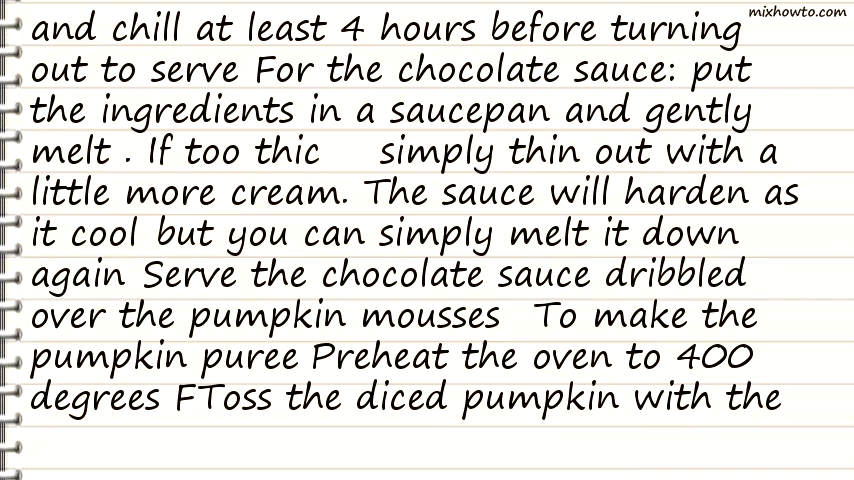 mixhowto.com
and chill at least 4 hours before turning
out to serve For the chocolate sauce: put
the ingredients in a saucepan and gently
melt . If too thic simply thin out with a
little more cream. The sauce will harden as
it cool but you can simply melt it down
again Serve the chocolate sauce dribbled
over the pumpkin mousses To make the
pumpkin puree Preheat the oven to 400
degrees FToss the diced pumpkin with the